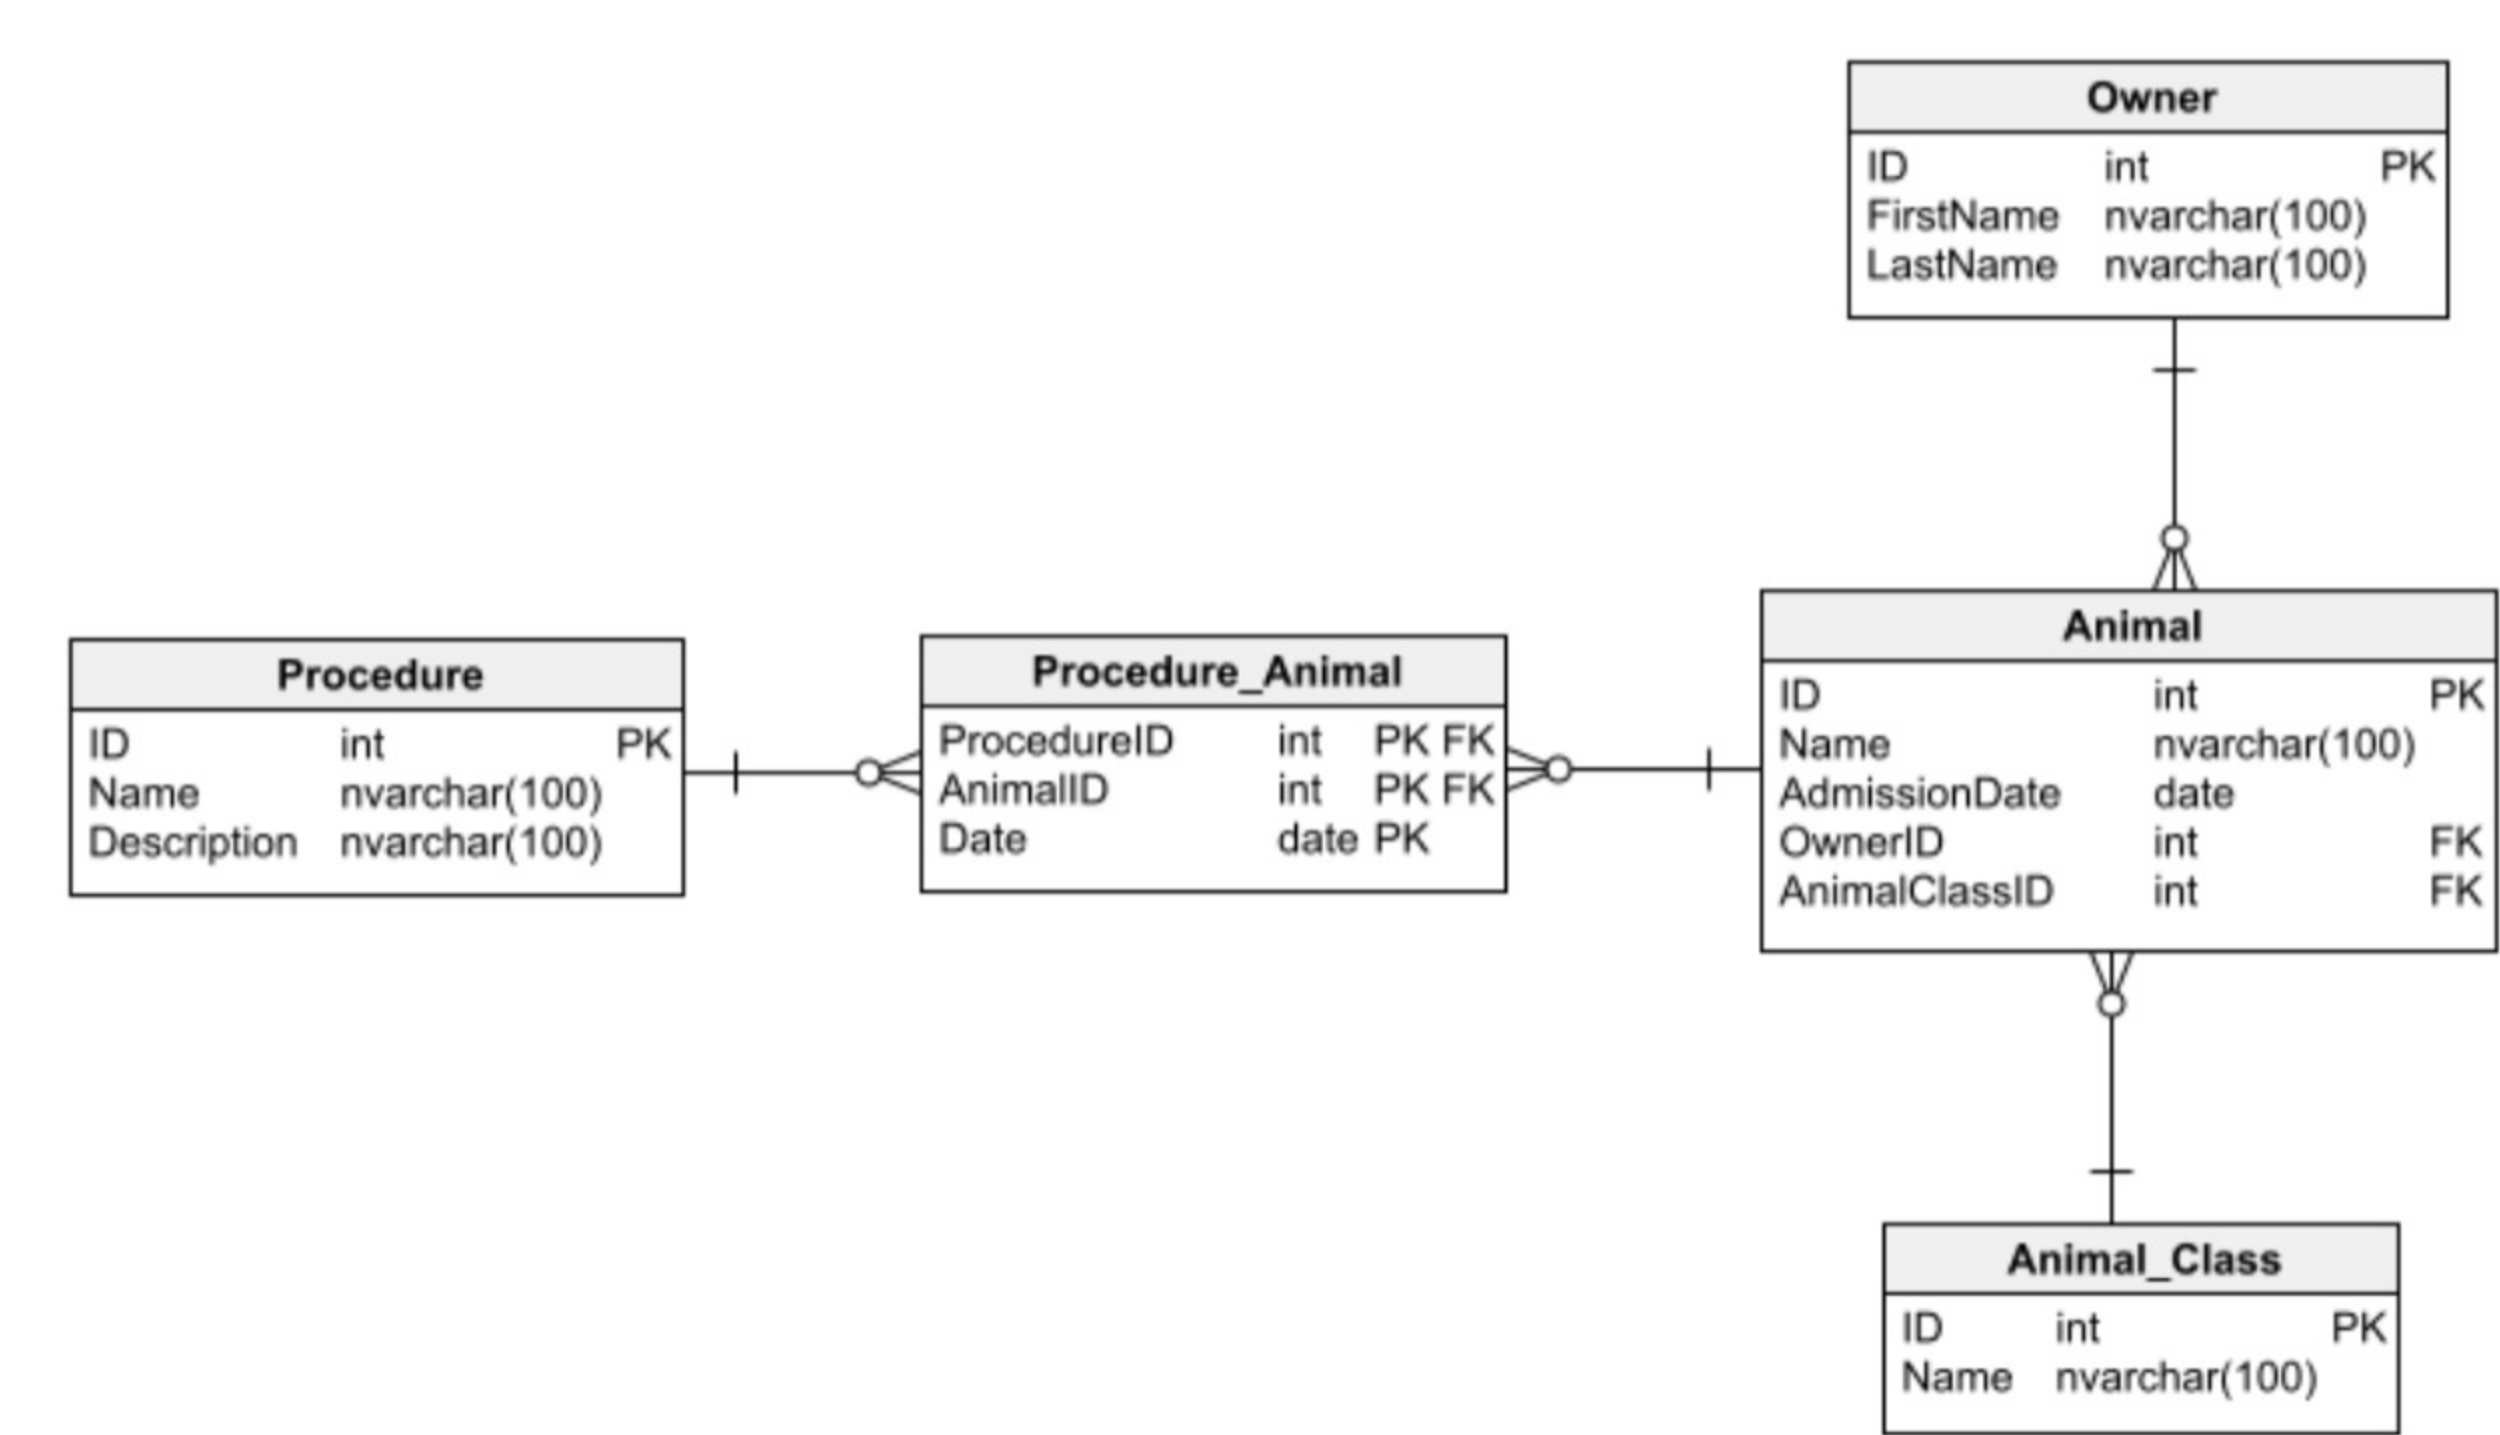 Owner
ID int PK
FirstName nvarchar(100)
LastName nvarchar(100)
Procedure
ID int PK
Name nvarchar(100)
Description nvarchar(100)
Procedure_Animal
ProcedureID int PK FK
AnimalID int PK FK
Date date PK
Animal
ID int PK
Name nvarchar(100)
AdmissionDate date
OwnerID int FK
AnimalClassID int FK
Animal_Class
ID int PK
Name nvarchar(100)